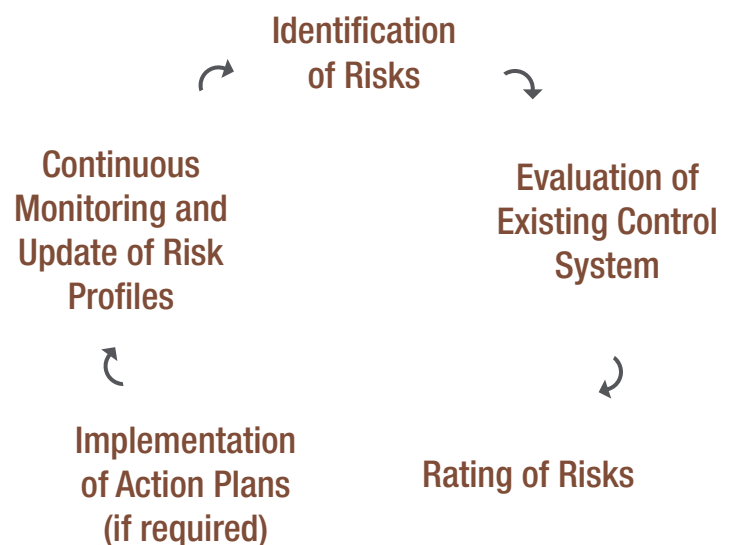 Identification
of Risks
Evaluation of
Existing Control
System
Rating of Risks
Implementation
of Action Plans
(if required)
Continuous
Monitoring and
Update of Risk
Profiles